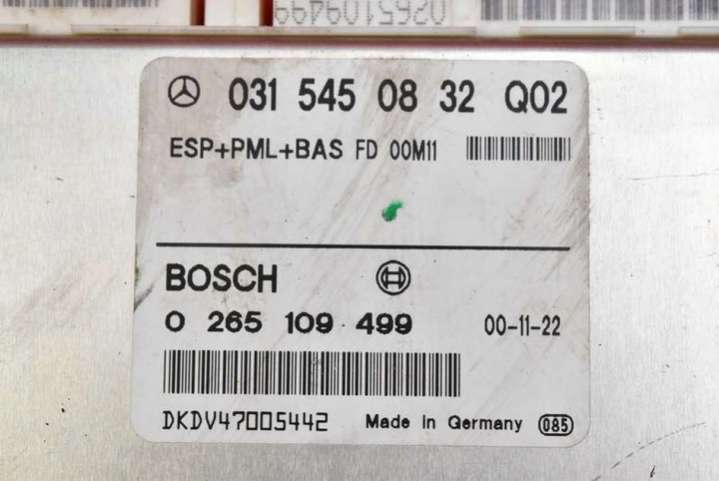 0265109499
031 545 08 32 Q02
ESP+PML+BAS FD 00M11
BOSCH
0 265 109 499 00-11-22
DKDV47005442 Made In Germany 085